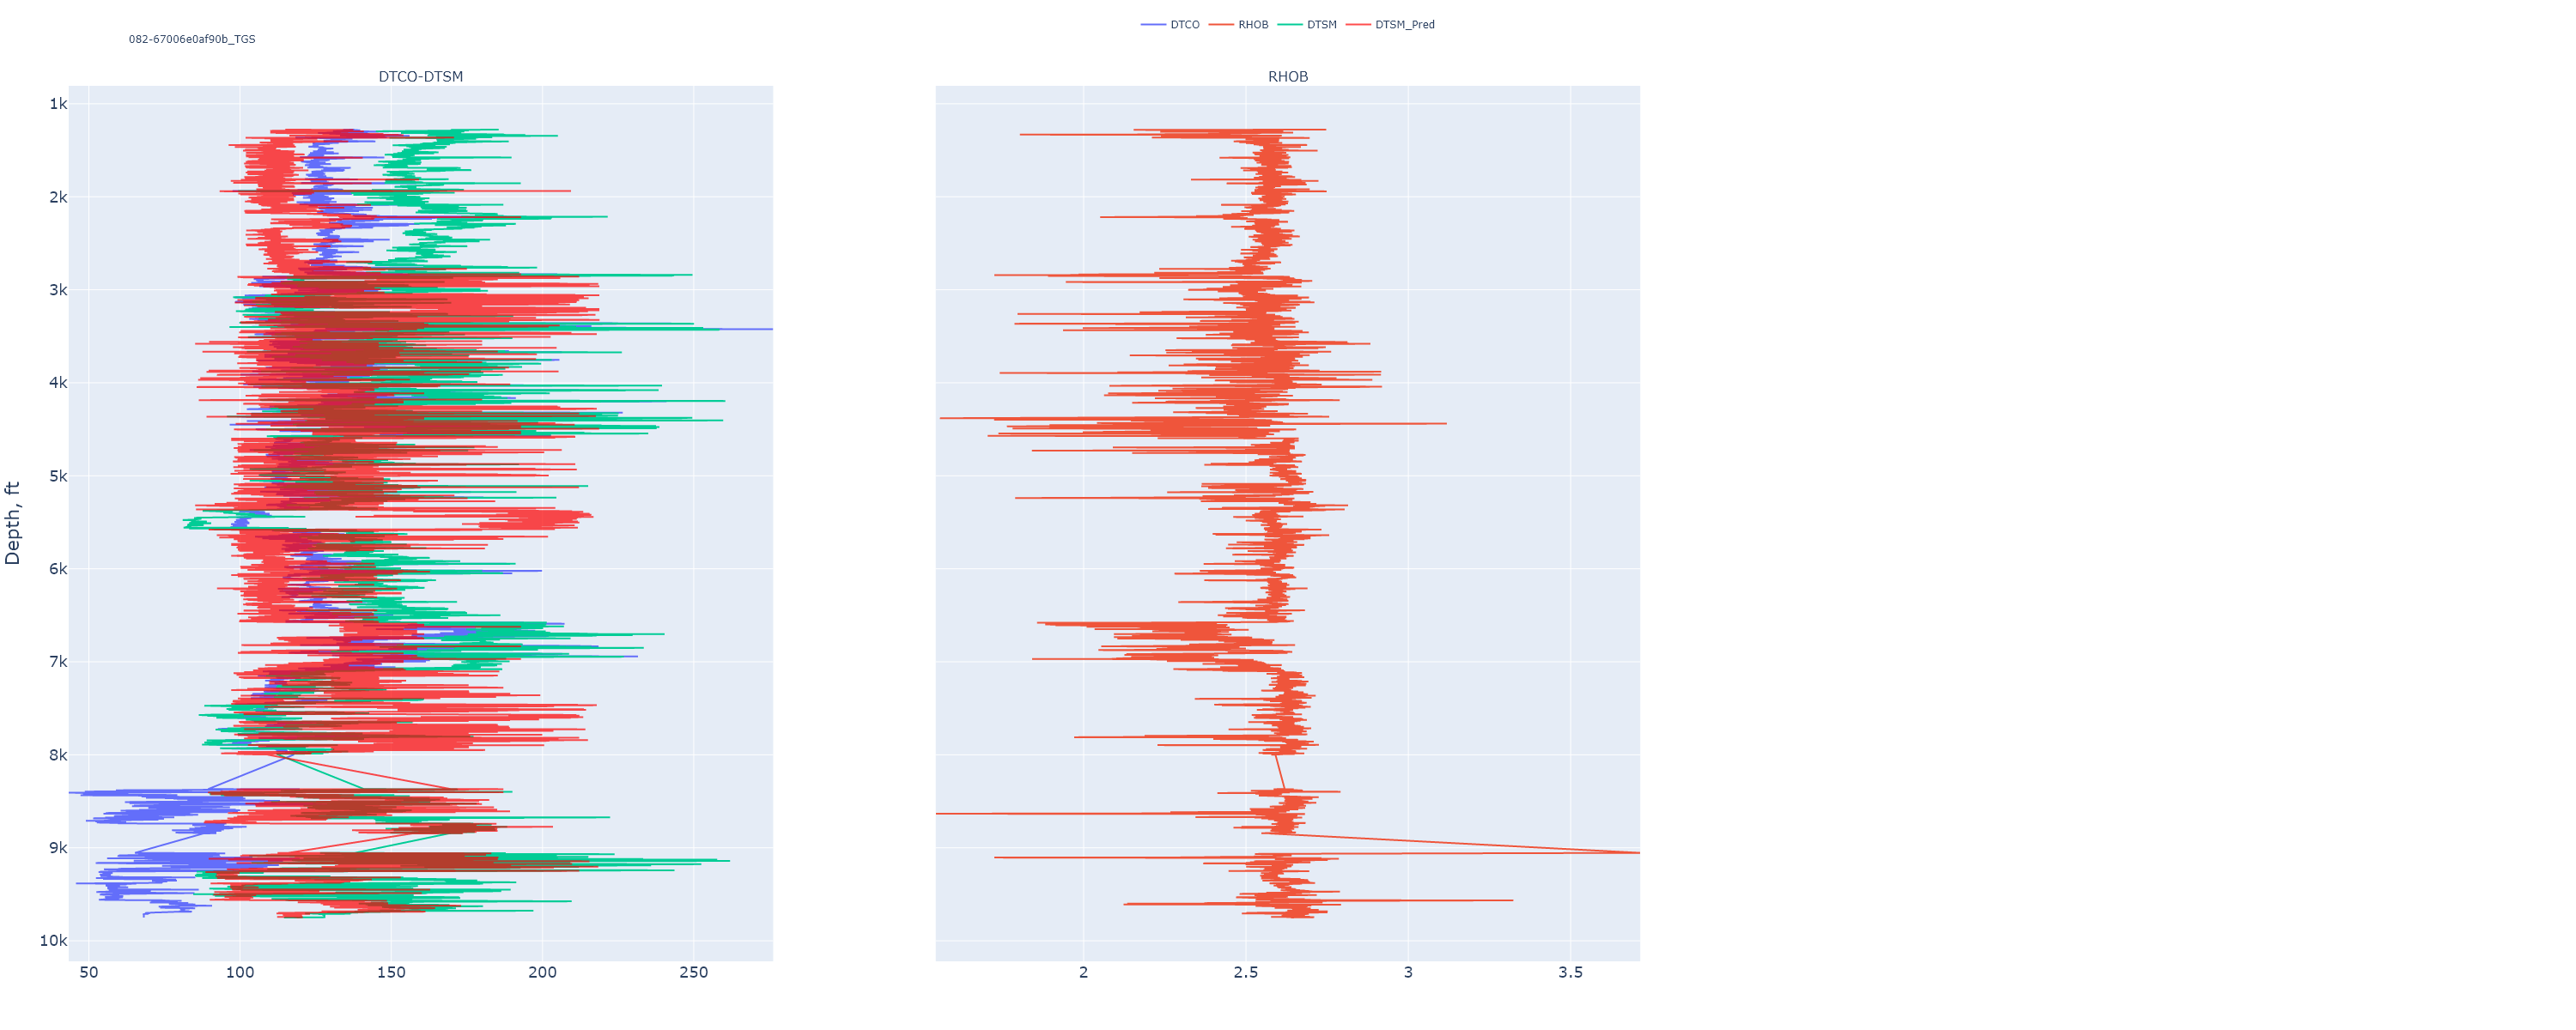 DTCO RHOB DTSM DTSM_Pred
082-67006e0af90b_TGS
DTCO-DTSM RHOB
1k
2k
3k
4k
5k
6k
7k
8k
9k
10k
Depth, ft
50 100 150 200 250 2 2.5 3 3.5